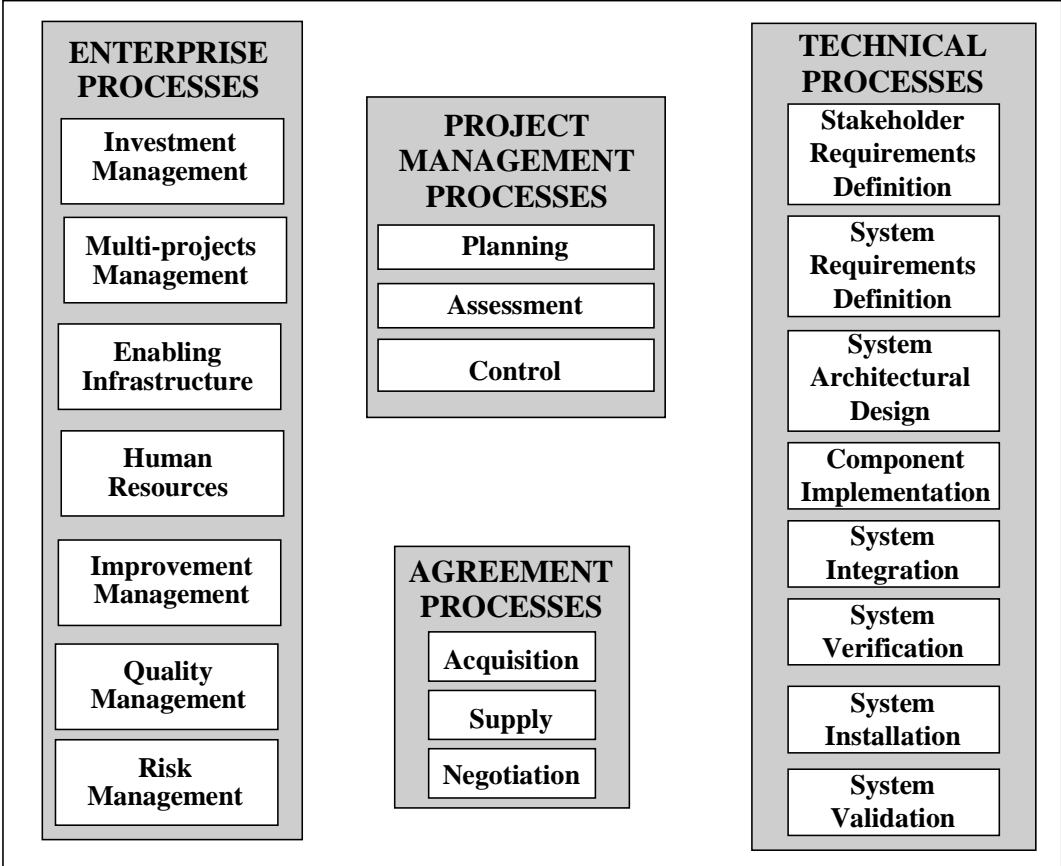 ENTERPRISE
PROCESSES
Investment
Management
Multi-projects
Management
Enabling
Infrastructure
Human
Resources
Improvement
Management
Quality
Management
Risk
Management
PROJECT
MANAGEMENT
PROCESSES
Planning
Assessment
Control
AGREEMENT
PROCESSES
Acquisition
Supply
Negotiation
TECHNICAL
PROCESSES
Stakeholder
Requirements
Definition
System
Requirements
Definition
System
Architectural
Design
Component
Implementation
System
Integration
System
Verification
System
Installation
System
Validation